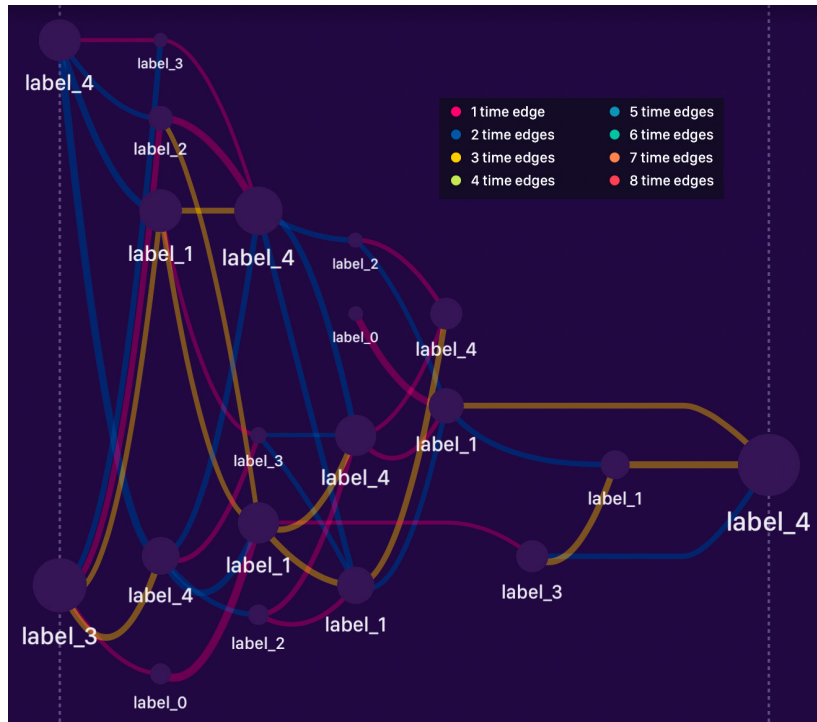 label_4
label_3
label_2
label_1
label_4
label_2
label_0
label_4
label_1
label_3
label_4
label_1
label_4
label_1
label_3
label_4
label_1
label_3
label_2
label_0
1 time edge
2 time edges
3 time edges
4 time edges
5 time edges
6 time edges
7 time edges
8 time edges
label_1